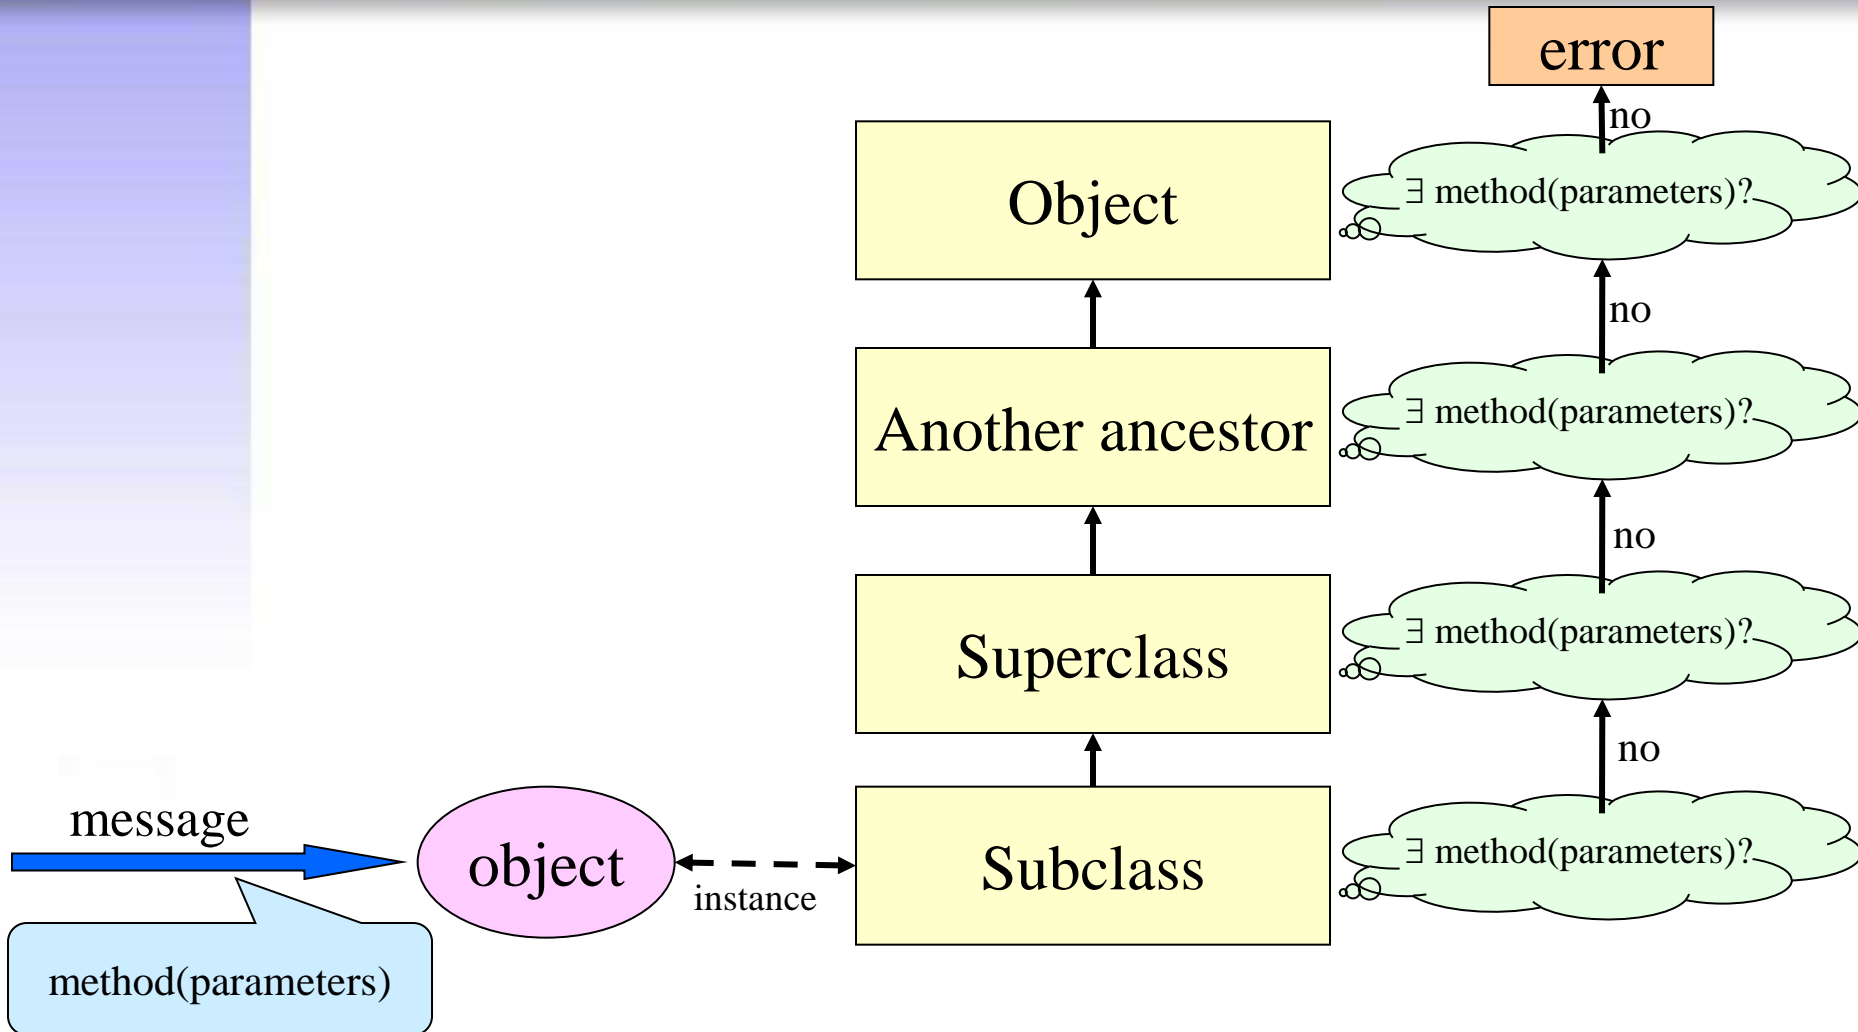 error
no
Object
∃ method(parameters)?
no
Another ancestor
∃ method(parameters)?
no
Superclass
∃ method(parameters)?
no
message
object
instance
Subclass
∃ method(parameters)?
method(parameters)